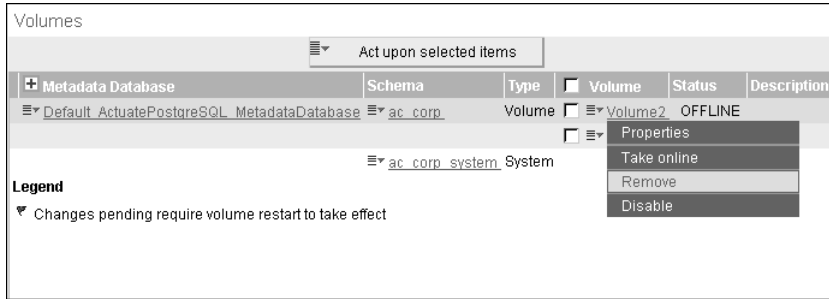 Volumes
Act upon selected items
Metadata Database Schema Type Volume Status Description
Default_ActuatePostgreSQL_MetadataDatabase ac_corp Volume Volume2 OFFLINE
Properties
Take online
ac_corp_system System
Remove
Disable
Legend
Changes pending require volume restart to take effect